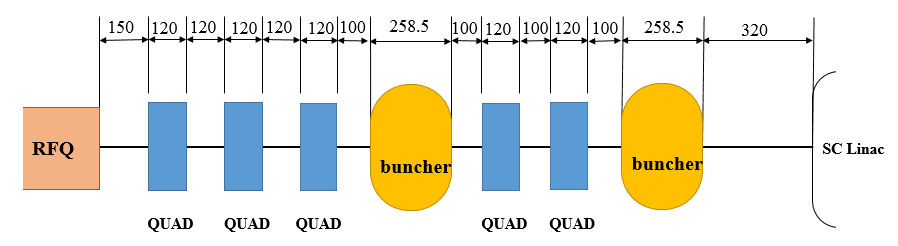 150 120 120 120 120 120 100 258.5 100 120 100 120 100 258.5 320
RFQ buncher buncher SC Linac
QUAD QUAD QUAD QUAD QUAD